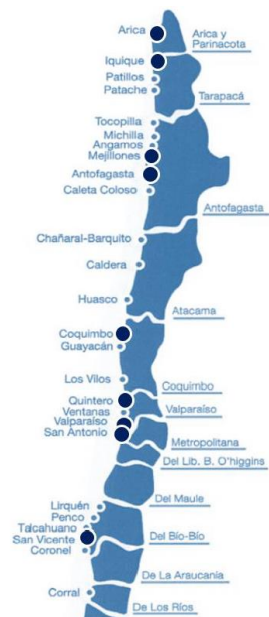 Arica
Arica y
Parinacota
Iquique
Patillos
Patache
Tarapacá
Tocopilla
Michilla
Angamos
Mejillones
Antofagasta
Caleta Coloso
Antofagasta
Chañaral-Barquito
Caldera
Huasco
Atacama
Coquimbo
Guayacán
Los Vilos
Coquimbo
Quintero
Ventanas
Valparaíso
Valparaíso
San Antonio
Metropolitana
Del Lib. B. O'higgins
Del Maule
Lirquén
Penco
Talcahuano
San Vicente
Coronel
Del Bío-Bío
De La Araucanía
Corral
De Los Ríos